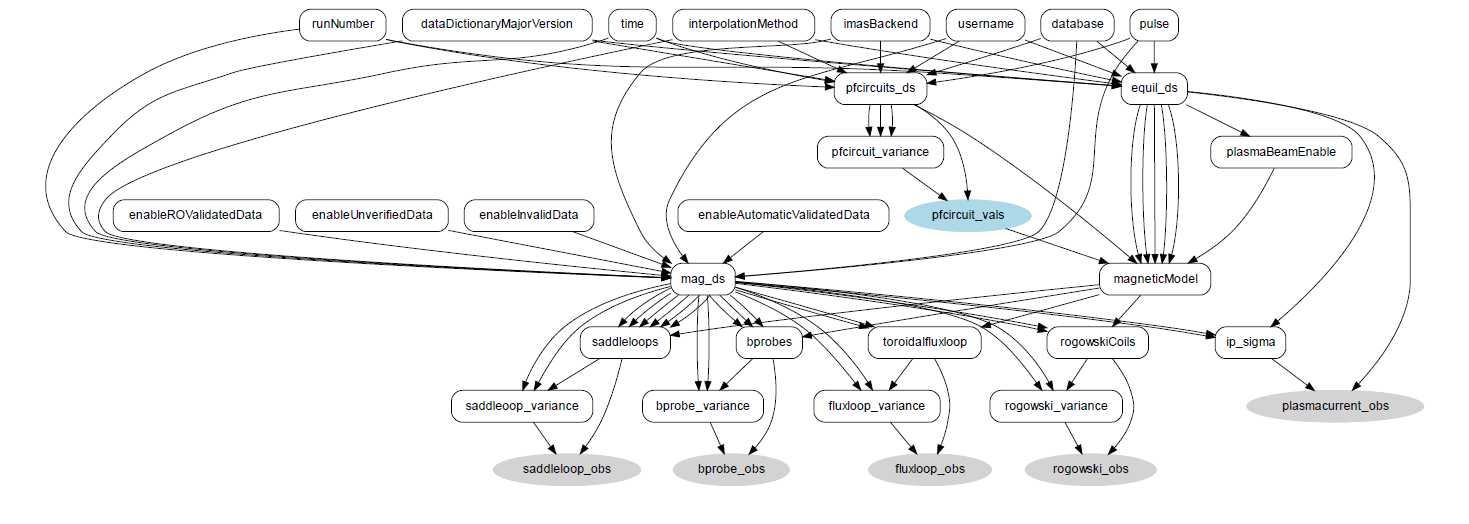 runNumber
dataDictionaryMajorVersion
time
interpolationMethod
imasBackend
username
database
pulse
pfcircuits_ds
equil_ds
pfcircuit_variance
plasmaBeamEnable
enableROValidatedData
enableUnverifiedData
enableInvalidData
enableAutomaticValidatedData
pfcircuit_vals
mag_ds
magneticModel
saddleloops
bprobes
toroidalfluxloop
rogowskiCoils
ip_sigma
saddleoop_variance
bprobe_variance
fluxloop_variance
rogowski_variance
plasmacurrent_obs
saddleloop_obs
bprobe_obs
fluxloop_obs
rogowski_obs